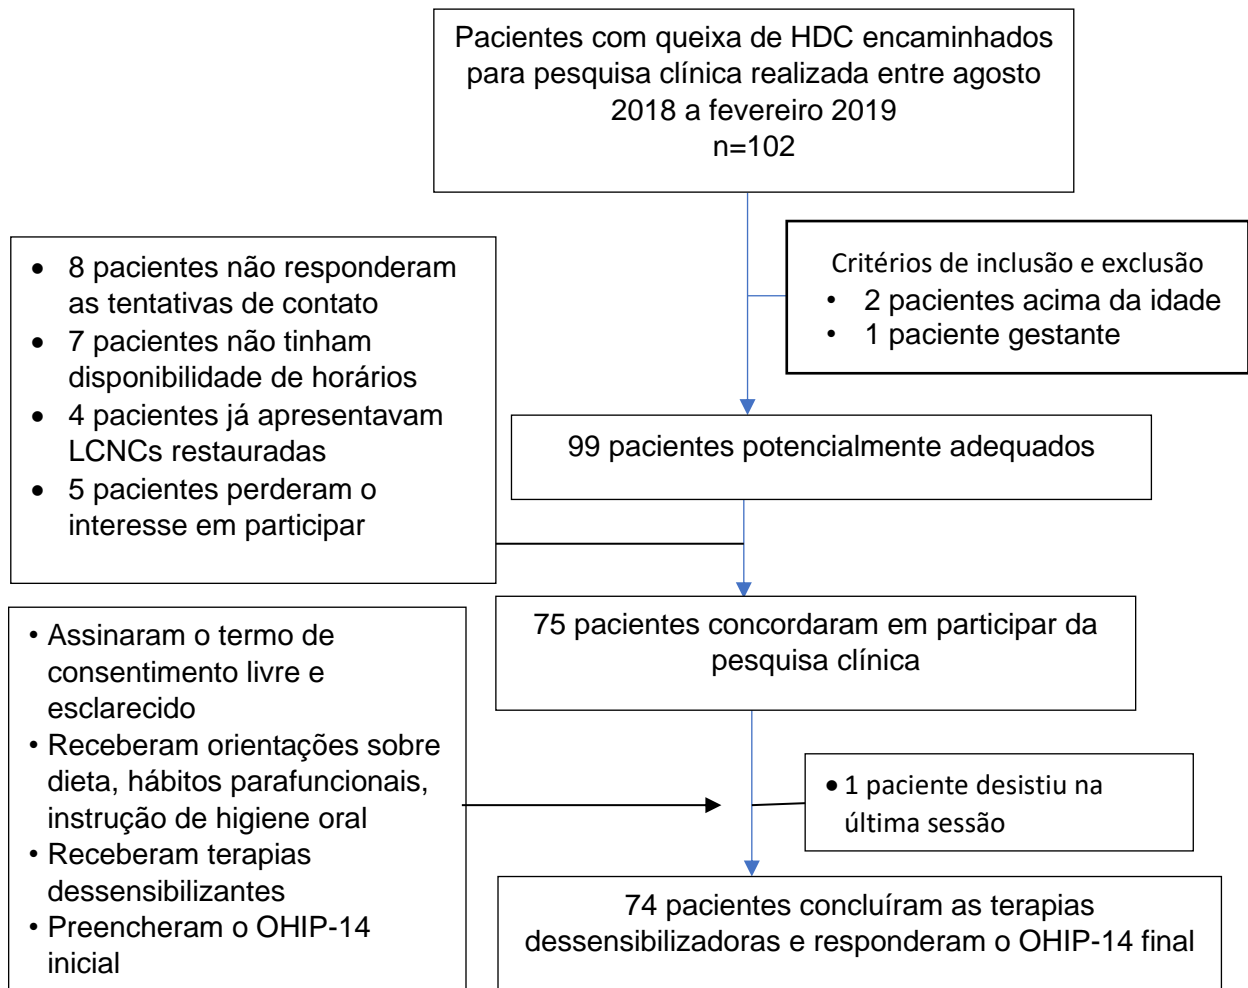 Pacientes com queixa de HDC encaminhados
para pesquisa clínica realizada entre agosto
2018 a fevereiro 2019
n=102
Critérios de inclusão e exclusão
• 2 pacientes acima da idade
• 1 paciente gestante
• 8 pacientes não responderam
as tentativas de contato
• 7 pacientes não tinham
disponibilidade de horários
• 4 pacientes já apresentavam
LCNCs restauradas
• 5 pacientes perderam o
interesse em participar
99 pacientes potencialmente adequados
75 pacientes concordaram em participar da
pesquisa clínica
• Assinaram o termo de
consentimento livre e
esclarecido
• Receberam orientações sobre
dieta, hábitos parafuncionais,
instrução de higiene oral
• Receberam terapias
dessensibilizantes
• Preencheram o OHIP-14
inicial
• 1 paciente desistiu na
última sessão
74 pacientes concluíram as terapias
dessensibilizadoras e responderam o OHIP-14 final